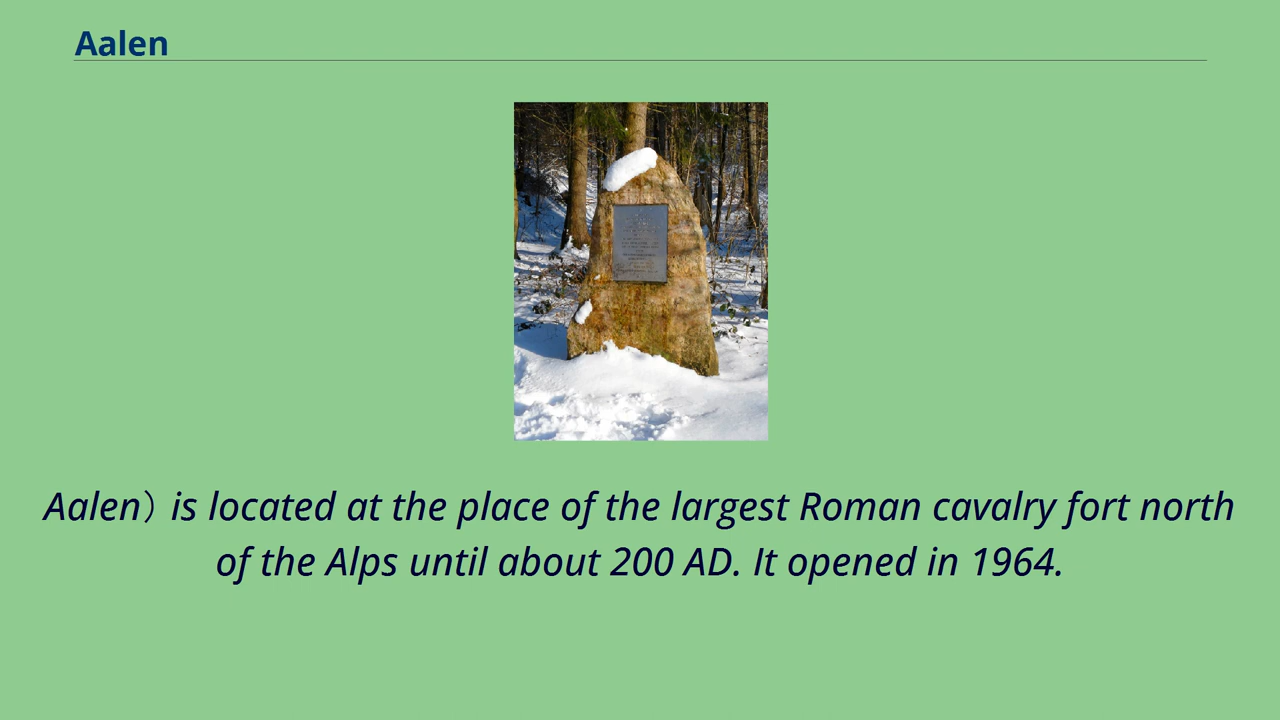 Aalen
Aalen) is located at the place of the largest Roman cavalry fort north
of the Alps until about 200 AD. It opened in 1964.